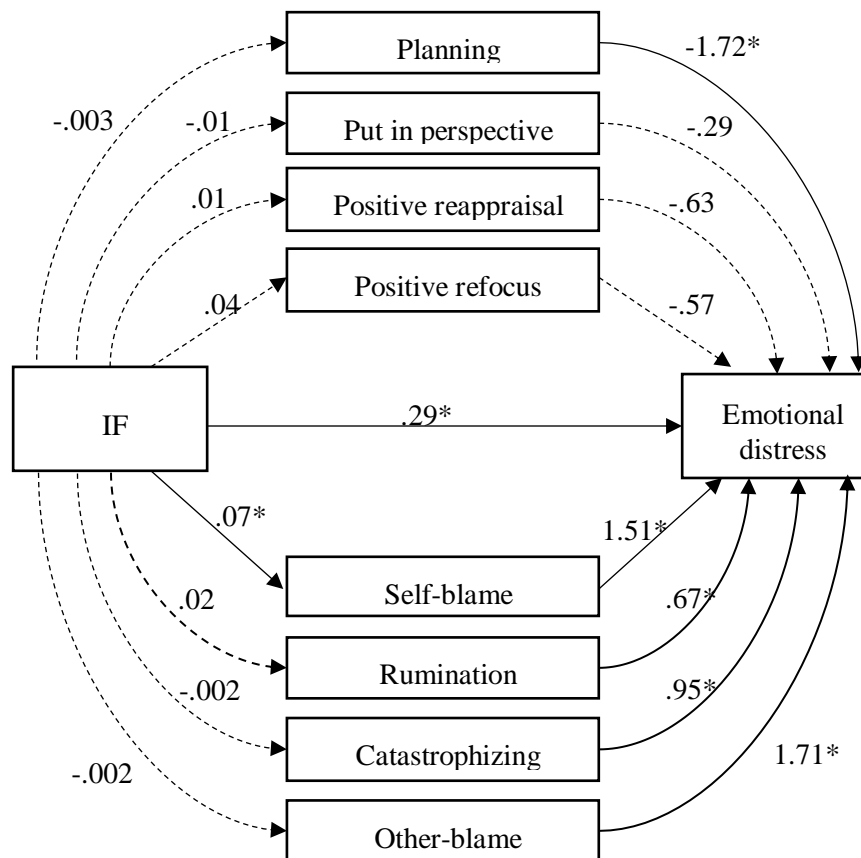 Planning
-1.72*
-.003
-.01
Put in perspective
-.29
.01
Positive reappraisal
-.63
.04
Positive refocus
-.57
IF
.29*
Emotional
distress
.07*
1.51*
Self-blame
.02
.67*
Rumination
-.002
.95*
Catastrophizing
-.002
1.71*
Other-blame